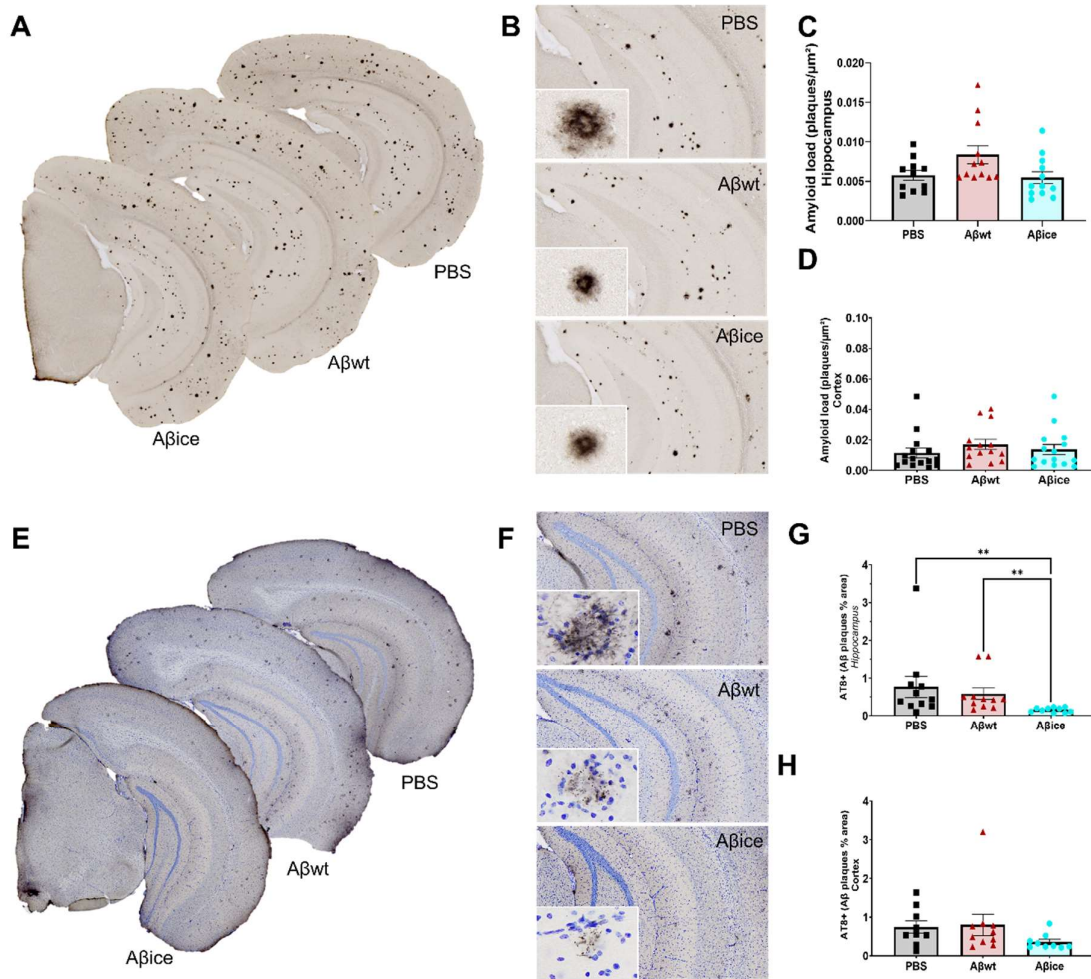 A
PBS
Aβwt
Aβice
B
PBS
Aβwt
Aβice
C
Amyloid load (plaques/µm²)
Hippocampus
0.020
0.015
0.010
0.005
0.000
PBS
Aβwt
Aβice
D
Amyloid load (plaques/µm²)
Cortex
0.10
0.08
0.06
0.04
0.02
0.00
PBS
Aβwt
Aβice
E
PBS
Aβwt
Aβice
F
PBS
Aβwt
Aβice
G
AT8+ (Aβ plaques % area)
Hippocampus
**
**
4
3
2
1
0
PBS
Aβwt
Aβice
H
AT8+ (Aβ plaques % area)
Cortex
4
3
2
1
0
PBS
Aβwt
Aβice